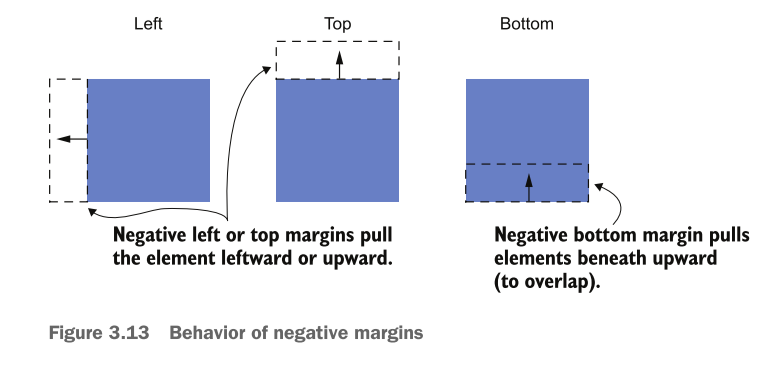 Left
Top
Bottom
Negative left or top margins pull
the element leftward or upward.
Negative bottom margin pulls
elements beneath upward
(to overlap).
Figure 3.13 Behavior of negative margins